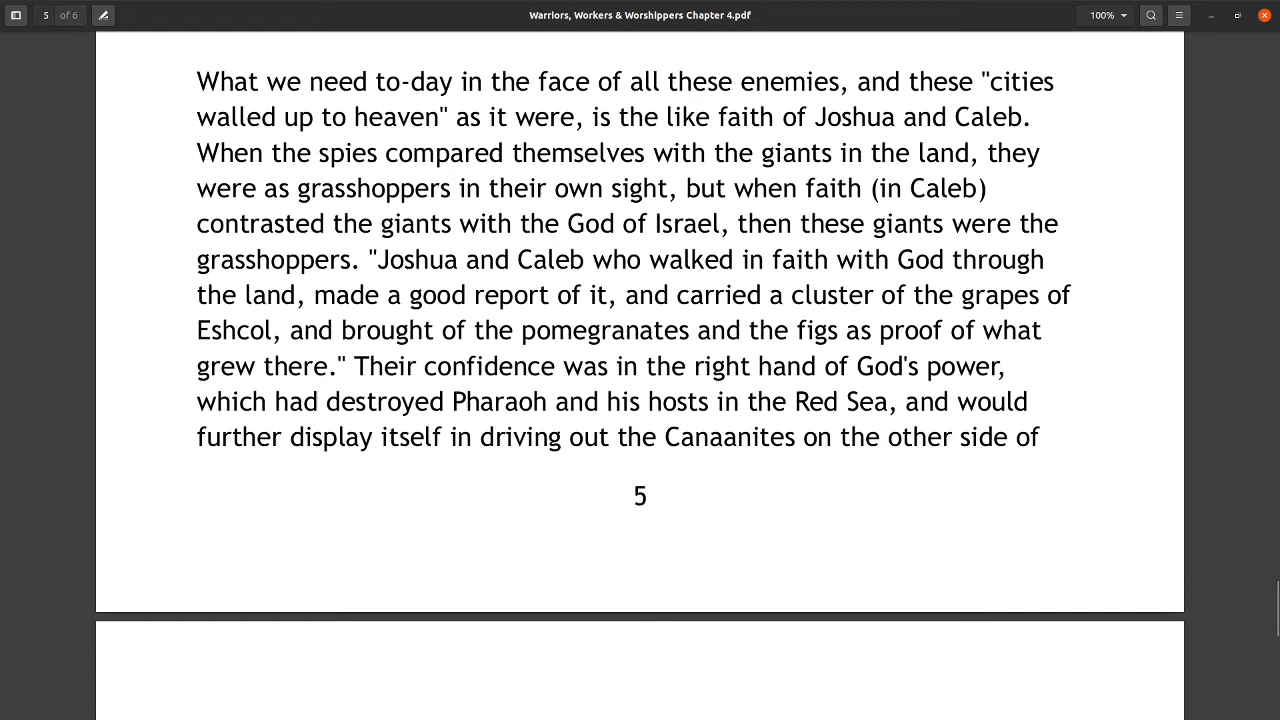 5 of 6
Warriors, Workers & Worshippers Chapter 4.pdf
100%
What we need to-day in the face of all these enemies, and these "cities
walled up to heaven" as it were, is the like faith of Joshua and Caleb.
When the spies compared themselves with the giants in the land, they
were as grasshoppers in their own sight, but when faith (in Caleb)
contrasted the giants with the God of Israel, then these giants were the
grasshoppers. "Joshua and Caleb who walked in faith with God through
the land, made a good report of it, and carried a cluster of the grapes of
Eshcol, and brought of the pomegranates and the figs as proof of what
grew there." Their confidence was in the right hand of God's power,
which had destroyed Pharaoh and his hosts in the Red Sea, and would
further display itself in driving out the Canaanites on the other side of
5